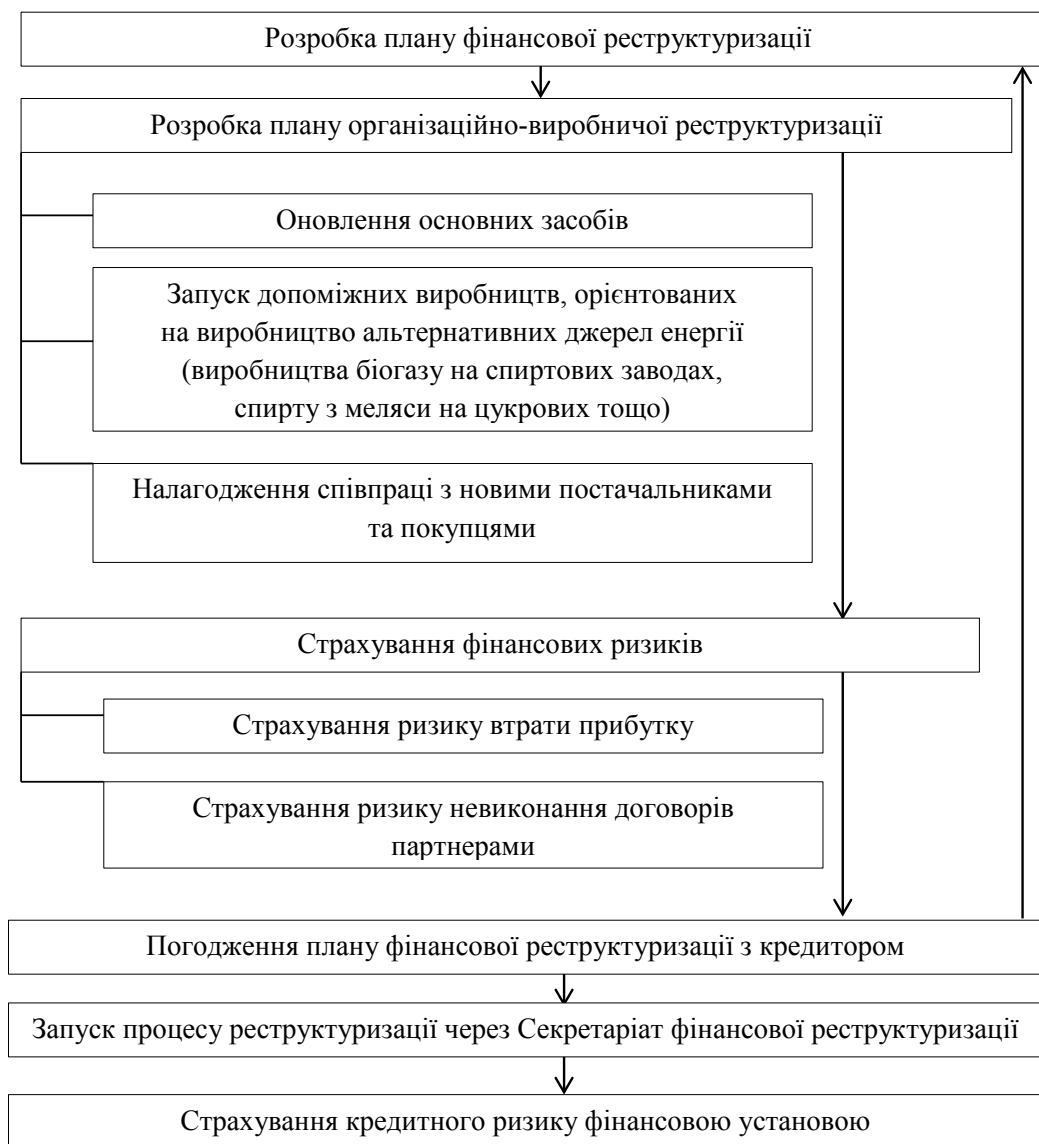 Розробка плану фінансової реструктуризації
Розробка плану організаційно-виробничої реструктуризації
Оновлення основних засобів
Запуск допоміжних виробництв, орієнтованих
на виробництво альтернативних джерел енергії
(виробництва біогазу на спиртових заводах,
спирту з меляси на цукрових тощо)
Налагодження співпраці з новими постачальниками
та покупцями
Страхування фінансових ризиків
Страхування ризику втрати прибутку
Страхування ризику невиконання договорів
партнерами
Погодження плану фінансової реструктуризації з кредитором
Запуск процесу реструктуризації через Секретаріат фінансової реструктуризації
Страхування кредитного ризику фінансовою установою